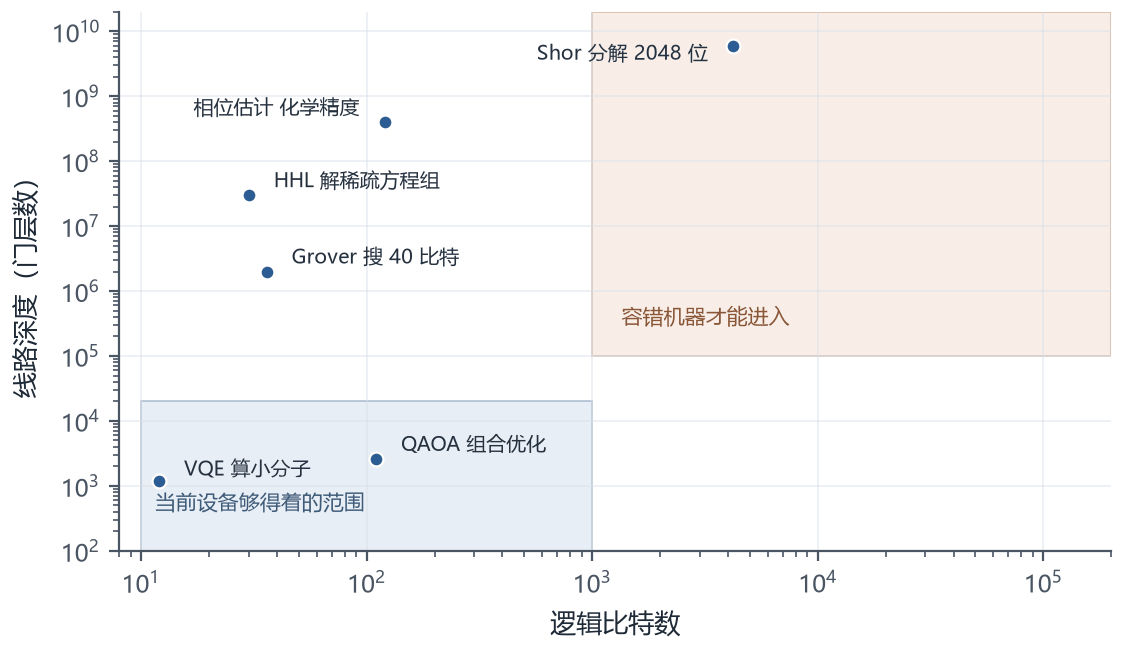 10¹⁰
Shor 分解 2048 位
10⁹
相位估计 化学精度
10⁸
HHL 解稀疏方程组
10⁷
Grover 搜 40 比特
10⁶
容错机器才能进入
10⁵
10⁴
QAOA 组合优化
VQE 算小分子
10³
当前设备够得着的范围
10²
线路深度（门层数）
10¹ 10² 10³ 10⁴ 10⁵
逻辑比特数